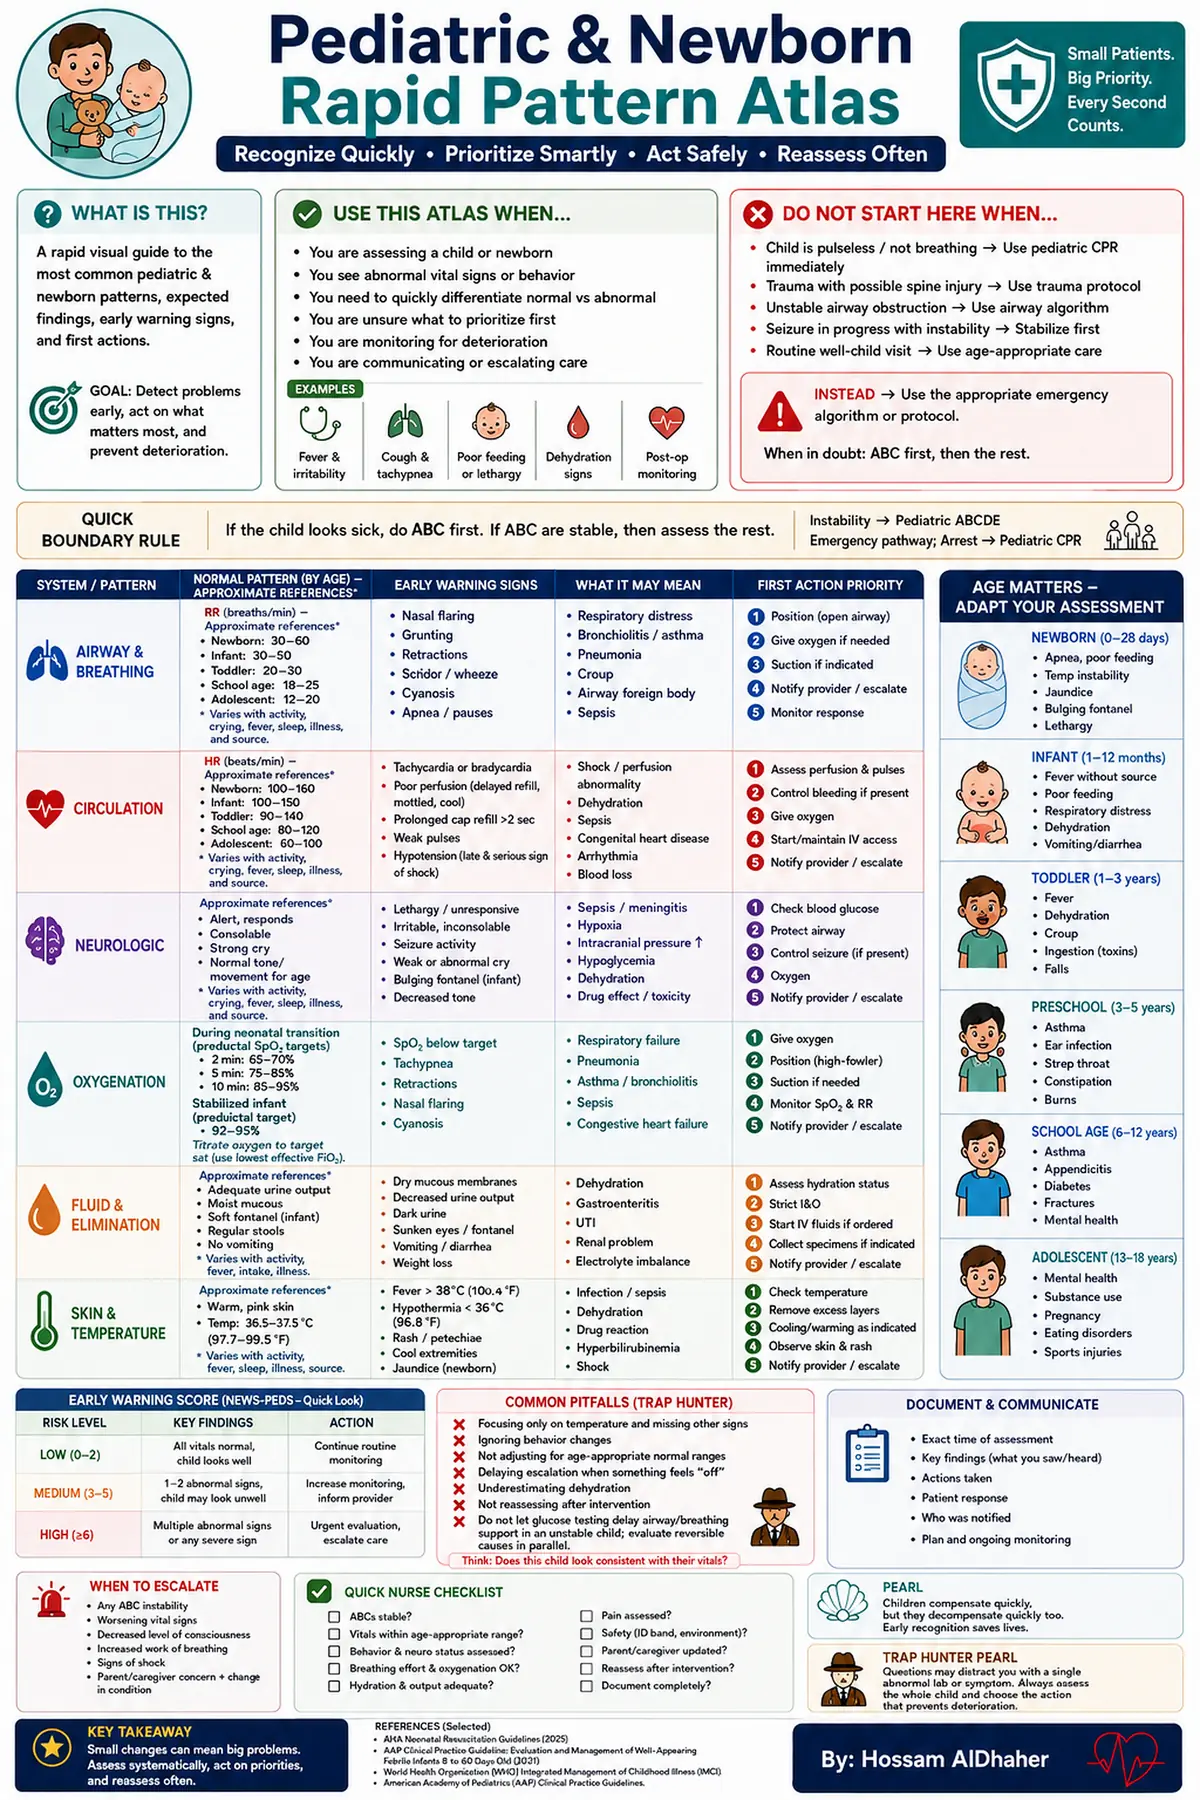 Pediatric & Newborn
Rapid Pattern Atlas
Recognize Quickly • Prioritize Smartly • Act Safely • Reassess Often
Small Patients.
Big Priority.
Every Second
Counts.
? WHAT IS THIS?
A rapid visual guide to the
most common pediatric &
newborn patterns, expected
findings, early warning signs,
and first actions.
GOAL: Detect problems
early, act on what
matters most, and
prevent deterioration.
USE THIS ATLAS WHEN...
• You are assessing a child or newborn
• You see abnormal vital signs or behavior
• You need to quickly differentiate normal vs abnormal
• You are unsure what to prioritize first
• You are monitoring for deterioration
• You are communicating or escalating care
EXAMPLES
Fever &
irritability
Cough &
tachypnea
Poor feeding
or lethargy
Dehydration
signs
Post-op
monitoring
DO NOT START HERE WHEN...
• Child is pulseless / not breathing → Use pediatric CPR
immediately
• Trauma with possible spine injury → Use trauma protocol
• Unstable airway obstruction → Use airway algorithm
• Seizure in progress with instability → Stabilize first
• Routine well-child visit → Use age-appropriate care
INSTEAD → Use the appropriate emergency
algorithm or protocol.
When in doubt: ABC first, then the rest.
QUICK
BOUNDARY RULE
If the child looks sick, do ABC first. If ABC are stable, then assess the rest.
Instability → Pediatric ABCDE
Emergency pathway; Arrest → Pediatric CPR
SYSTEM / PATTERN
NORMAL PATTERN (BY AGE) —
APPROXIMATE REFERENCES*
EARLY WARNING SIGNS
WHAT IT MAY MEAN
FIRST ACTION PRIORITY
AIRWAY &
BREATHING
RR (breaths/min) —
Approximate references*
• Newborn: 30–60
• Infant: 30–50
• Toddler: 20–30
• School age: 18–25
• Adolescent: 12–20
* Varies with activity,
crying, fever, sleep, illness,
and source.
• Nasal flaring
• Grunting
• Retractions
• Scridor / wheeze
• Cyanosis
• Apnea / pauses
• Respiratory distress
• Bronchiolitis / asthma
• Pneumonia
• Croup
• Airway foreign body
• Sepsis
1 Position (open airway)
2 Give oxygen if needed
3 Suction if indicated
4 Notify provider / escalate
5 Monitor response
CIRCULATION
HR (beats/min) —
Approximate references*
• Newborn: 100–160
• Infant: 100–150
• Toddler: 90–140
• School age: 80–120
• Adolescent: 60–100
* Varies with activity,
crying, fever, sleep, illness,
and source.
• Tachycardia or bradycardia
• Poor perfusion (delayed refill,
mottled, cool)
• Prolonged cap refill >2 sec
• Weak pulses
• Hypotension (late & serious sign
of shock)
• Shock / perfusion
abnormality
• Dehydration
• Sepsis
• Congenital heart disease
• Arrhythmia
• Blood loss
1 Assess perfusion & pulses
2 Control bleeding if present
3 Give oxygen
4 Start/maintain IV access
5 Notify provider / escalate
NEUROLOGIC
Approximate references*
• Alert, responds
• Consolable
• Strong cry
• Normal tone/
movement for age
* Varies with activity,
crying, fever, sleep, illness,
and source.
• Lethargy / unresponsive
• Irritable, inconsolable
• Seizure activity
• Weak or abnormal cry
• Bulging fontanel (infant)
• Decreased tone
• Sepsis / meningitis
• Hypoxia
• Intracranial pressure ↑
• Hypoglycemia
• Dehydration
• Drug effect / toxicity
1 Check blood glucose
2 Protect airway
3 Control seizure (if present)
4 Oxygen
5 Notify provider / escalate
O₂ OXYGENATION
During neonatal transition
(preductal SpO₂ targets)
• 2 min: 65–70%
• 5 min: 75–85%
• 10 min: 85–95%
Stabilized infant
(preductal target)
• 92–95%
Titrate oxygen to target
sat (use lowest effective FiO₂).
• SpO₂ below target
• Tachypnea
• Retractions
• Nasal flaring
• Cyanosis
• Respiratory failure
• Pneumonia
• Asthma / bronchiolitis
• Sepsis
• Congestive heart failure
1 Give oxygen
2 Position (high-fowler)
3 Suction if needed
4 Monitor SpO₂ & RR
5 Notify provider / escalate
FLUID &
ELIMINATION
Approximate references*
• Adequate urine output
• Moist mucous
• Soft fontanel (infant)
• Regular stools
• No vomiting
* Varies with activity,
fever, intake, illness.
• Dry mucous membranes
• Decreased urine output
• Dark urine
• Sunken eyes / fontanel
• Vomiting / diarrhea
• Weight loss
• Dehydration
• Gastroenteritis
• UTI
• Renal problem
• Electrolyte imbalance
1 Assess hydration status
2 Strict I&O
3 Start IV fluids if ordered
4 Collect specimens if indicated
5 Notify provider / escalate
SKIN &
TEMPERATURE
Approximate references*
• Warm, pink skin
• Temp: 36.5–37.5 °C
(97.7–99.5 °F)
* Varies with activity,
fever, sleep, illness, source.
• Fever > 38°C (100.4 °F)
• Hypothermia < 36°C
(96.8 °F)
• Rash / petechiae
• Cool extremities
• Jaundice (newborn)
• Infection / sepsis
• Dehydration
• Drug reaction
• Hyperbilirubinemia
• Shock
1 Check temperature
2 Remove excess layers
3 Cooling/warming as indicated
4 Observe skin & rash
5 Notify provider / escalate
AGE MATTERS —
ADAPT YOUR ASSESSMENT
NEWBORN (0–28 days)
• Apnea, poor feeding
• Temp instability
• Jaundice
• Bulging fontanel
• Lethargy
INFANT (1–12 months)
• Fever without source
• Poor feeding
• Respiratory distress
• Dehydration
• Vomiting/diarrhea
TODDLER (1–3 years)
• Fever
• Dehydration
• Croup
• Ingestion (toxins)
• Falls
PRESCHOOL (3–5 years)
• Asthma
• Ear infection
• Strep throat
• Constipation
• Burns
SCHOOL AGE (6–12 years)
• Asthma
• Appendicitis
• Diabetes
• Fractures
• Mental health
ADOLESCENT (13–18 years)
• Mental health
• Substance use
• Pregnancy
• Eating disorders
• Sports injuries
EARLY WARNING SCORE (NEWS-PEDS – Quick Look)
RISK LEVEL
KEY FINDINGS
ACTION
LOW (0–2)
All vitals normal,
child looks well
Continue routine
monitoring
MEDIUM (3–5)
1–2 abnormal signs,
child may look unwell
Increase monitoring,
inform provider
HIGH (≥6)
Multiple abnormal signs
or any severe sign
Urgent evaluation,
escalate care
COMMON PITFALLS (TRAP HUNTER)
Focusing only on temperature and missing other signs
Ignoring behavior changes
Not adjusting for age-appropriate normal ranges
Delaying escalation when something feels “off”
Underestimating dehydration
Not reassessing after intervention
Do not let glucose testing delay airway/breathing
support in an unstable child; evaluate reversible
causes in parallel.
Think: Does this child look consistent with their vitals?
DOCUMENT & COMMUNICATE
• Exact time of assessment
• Key findings (what you saw/heard)
• Actions taken
• Patient response
• Who was notified
• Plan and ongoing monitoring
WHEN TO ESCALATE
• Any ABC instability
• Worsening vital signs
• Decreased level of consciousness
• Increased work of breathing
• Signs of shock
• Parent/caregiver concern + change
in condition
QUICK NURSE CHECKLIST
ABCs stable?
Vitals within age-appropriate range?
Behavior & neuro status assessed?
Breathing effort & oxygenation OK?
Hydration & output adequate?
Pain assessed?
Safety (ID band, environment)?
Parent/caregiver updated?
Reassess after intervention?
Document completely?
PEARL
Children compensate quickly,
but they decompensate quickly too.
Early recognition saves lives.
TRAP HUNTER PEARL
Questions may distract you with a single
abnormal lab or symptom. Always assess
the whole child and choose the action
that prevents deterioration.
KEY TAKEAWAY
Small changes can mean big problems.
Assess systematically, act on priorities,
and reassess often.
REFERENCES (Selected)
• AHA Neonatal Resuscitation Guidelines (2025)
• AAP Clinical Practice Guideline: Evaluation and Management of Well-Appearing
Febrile Infants 8 to 60 Days Old (2021)
• World Health Organization (WHO) Integrated Management of Childhood Illness (IMCI).
• American Academy of Pediatrics (AAP) Clinical Practice Guidelines.
By: Hossam AlDhaher